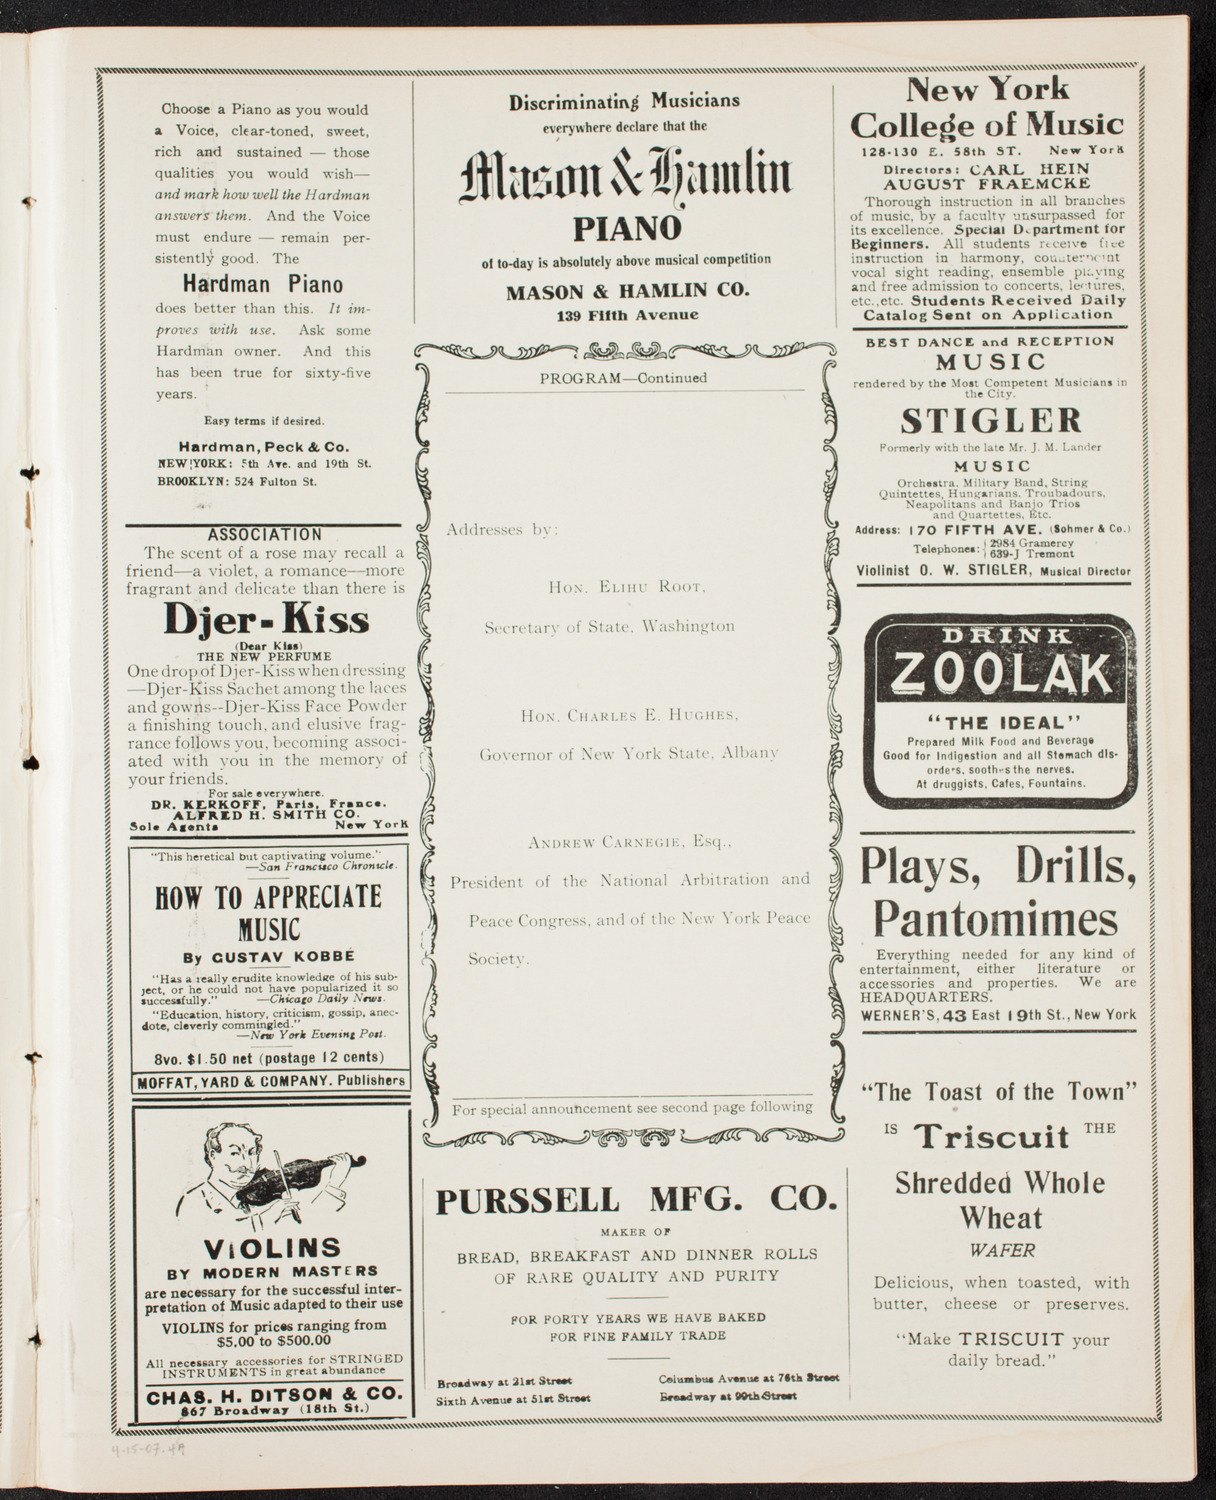 Choose a Piano as you would
a Voice, clear-toned, sweet,
rich and sustained — those
qualities you would wish—
and mark how well the Hardman
answers them. And the Voice
must endure — remain per-
sistently good. The
Hardman Piano
does better than this. It im-
proves with use. Ask some
Hardman owner. And this
has been true for sixty-five
years.
Easy terms if desired.
Hardman, Peck & Co.
NEW YORK: 5th Ave. and 19th St.
BROOKLYN: 524 Fulton St.
ASSOCIATION
The scent of a rose may recall a
friend—a violet, a romance—more
fragrant and delicate than there is
Djer-Kiss
(Dear Kiss)
THE NEW PERFUME
One drop of Djer-Kiss when dressing
—Djer-Kiss Sachet among the laces
and gowns--Djer-Kiss Face Powder
a finishing touch, and elusive frag-
rance follows you, becoming associ-
ated with you in the memory of
your friends.
For sale everywhere.
DR. KERKOFF, Paris, France.
ALFRED H. SMITH CO.
Sole Agents New York
"This heretical but captivating volume."
—San Francisco Chronicle.
HOW TO APPRECIATE
MUSIC
By GUSTAV KOBBÉ
"Has a really erudite knowledge of his sub-
ject, or he could not have popularized it so
successfully." —Chicago Daily News.
"Education, history, criticism, gossip, anec-
dote, cleverly commingled."
—New York Evening Post.
8vo. $1.50 net (postage 12 cents)
MOFFAT, YARD & COMPANY. Publishers
VIOLINS
BY MODERN MASTERS
are necessary for the successful inter-
pretation of Music adapted to their use
VIOLINS for prices ranging from
$5.00 to $500.00
All necessary accessories for STRINGED
INSTRUMENTS in great abundance
CHAS. H. DITSON & CO.
867 Broadway (18th St.)
4-15-07.4A
Discriminating Musicians
everywhere declare that the
Mason & Hamlin
PIANO
of to-day is absolutely above musical competition
MASON & HAMLIN CO.
139 Fifth Avenue
PROGRAM—Continued
Addresses by:
HON. ELIHU ROOT,
Secretary of State, Washington
HON. CHARLES E. HUGHES,
Governor of New York State, Albany
ANDREW CARNEGIE, Esq.,
President of the National Arbitration and
Peace Congress, and of the New York Peace
Society.
For special announcement see second page following
PURSSELL MFG. CO.
MAKER OF
BREAD, BREAKFAST AND DINNER ROLLS
OF RARE QUALITY AND PURITY
FOR FORTY YEARS WE HAVE BAKED
FOR FINE FAMILY TRADE
Broadway at 21st Street Columbus Avenue at 76th Street
Sixth Avenue at 51st Street Broadway at 99th Street
New York
College of Music
128-130 E. 58th ST. New York
Directors: CARL HEIN
AUGUST FRAEMCKE
Thorough instruction in all branches
of music, by a faculty unsurpassed for
its excellence. Special Department for
Beginners. All students receive free
instruction in harmony, counterpoint
vocal sight reading, ensemble playing
and free admission to concerts, lectures,
etc.,etc. Students Received Daily
Catalog Sent on Application
BEST DANCE and RECEPTION
MUSIC
rendered by the Most Competent Musicians in
the City.
STIGLER
Formerly with the late Mr. J. M. Lander
MUSIC
Orchestra, Military Band, String
Quintettes, Hungarians, Troubadours,
Neapolitans and Banjo Trios
and Quartettes, Etc.
Address: 170 FIFTH AVE. (Sohmer & Co.)
Telephones: 2984 Gramercy
639-J Tremont
Violinist O. W. STIGLER, Musical Director
DRINK
ZOOLAK
"THE IDEAL"
Prepared Milk Food and Beverage
Good for Indigestion and all Stomach dis-
orders, soothes the nerves.
At druggists, Cafes, Fountains.
Plays, Drills,
Pantomimes
Everything needed for any kind of
entertainment, either literature or
accessories and properties. We are
HEADQUARTERS.
WERNER'S, 43 East 19th St., New York
"The Toast of the Town"
IS Triscuit THE
Shredded Whole
Wheat
WAFER
Delicious, when toasted, with
butter, cheese or preserves.
"Make TRISCUIT your
daily bread."